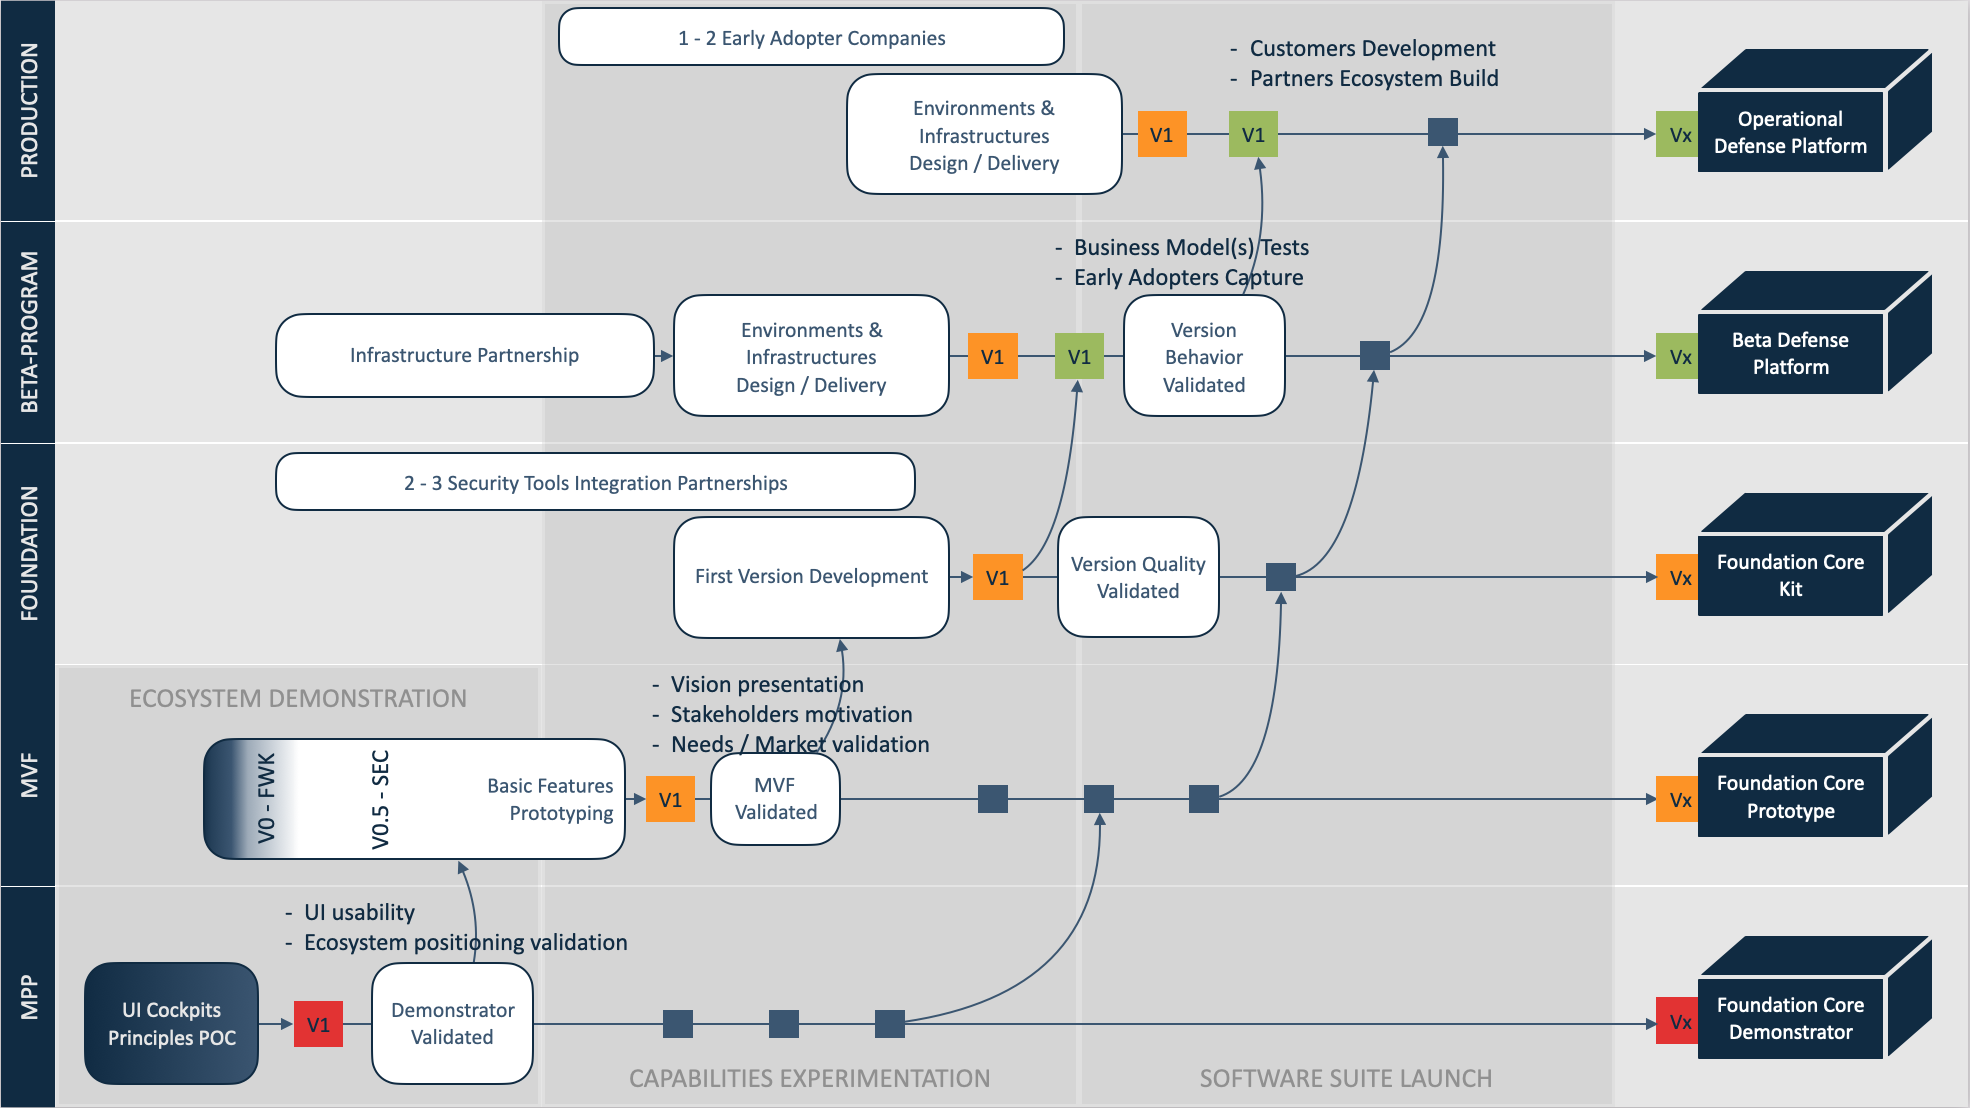 PRODUCTION
1 - 2 Early Adopter Companies
Environments &
Infrastructures
Design / Delivery
V1
V1
- Customers Development
- Partners Ecosystem Build
Vx
Operational
Defense Platform
BETA-PROGRAM
Infrastructure Partnership
Environments &
Infrastructures
Design / Delivery
V1
V1
- Business Model(s) Tests
- Early Adopters Capture
Version
Behavior
Validated
Vx
Beta Defense
Platform
FOUNDATION
2 - 3 Security Tools Integration Partnerships
First Version Development
V1
Version Quality
Validated
Vx
Foundation Core
Kit
MVF
ECOSYSTEM DEMONSTRATION
V0 - FWK
V0.5 - SEC
Basic Features
Prototyping
V1
- Vision presentation
- Stakeholders motivation
- Needs / Market validation
MVF
Validated
Vx
Foundation Core
Prototype
MPP
- UI usability
- Ecosystem positioning validation
UI Cockpits
Principles POC
V1
Demonstrator
Validated
Vx
Foundation Core
Demonstrator
CAPABILITIES EXPERIMENTATION
SOFTWARE SUITE LAUNCH